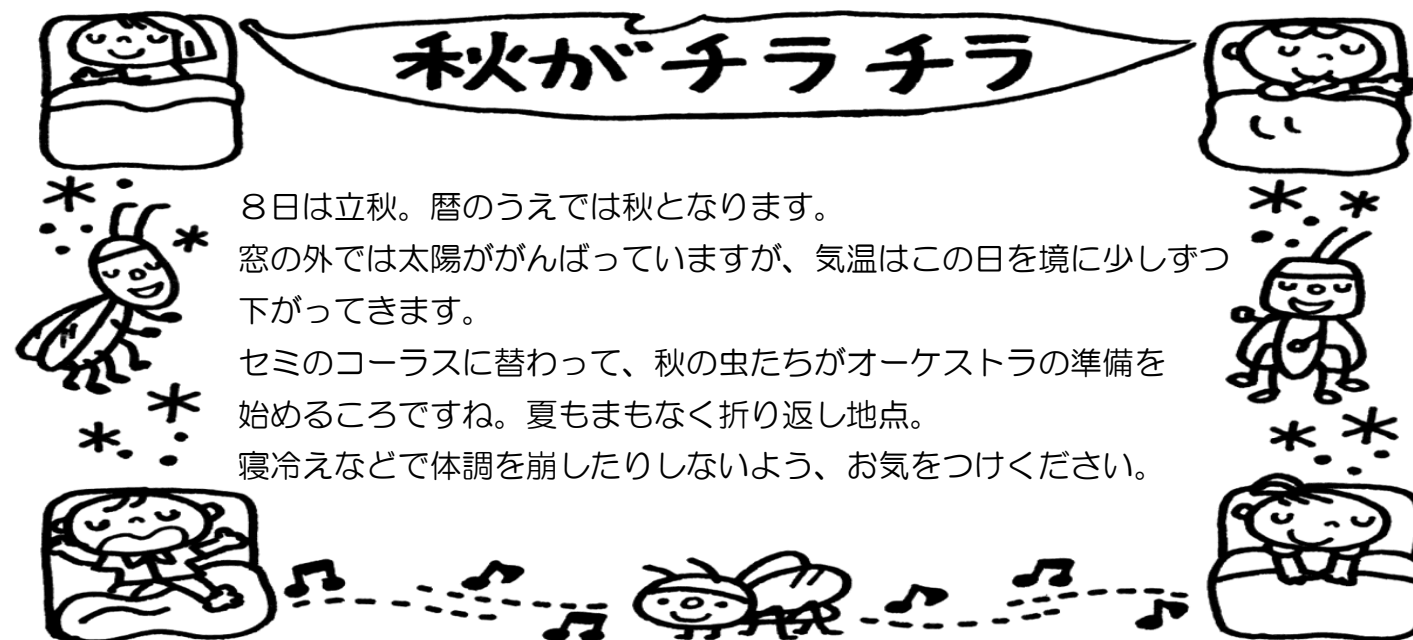 秋がチラチラ
８日は立秋。暦のうえでは秋となります。
窓の外では太陽ががんばっていますが、気温はこの日を境に少しずつ
下がってきます。
セミのコーラスに替わって、秋の虫たちがオーケストラの準備を
始めるころですね。夏もまもなく折り返し地点。
寝冷えなどで体調を崩したりしないよう、お気をつけください。